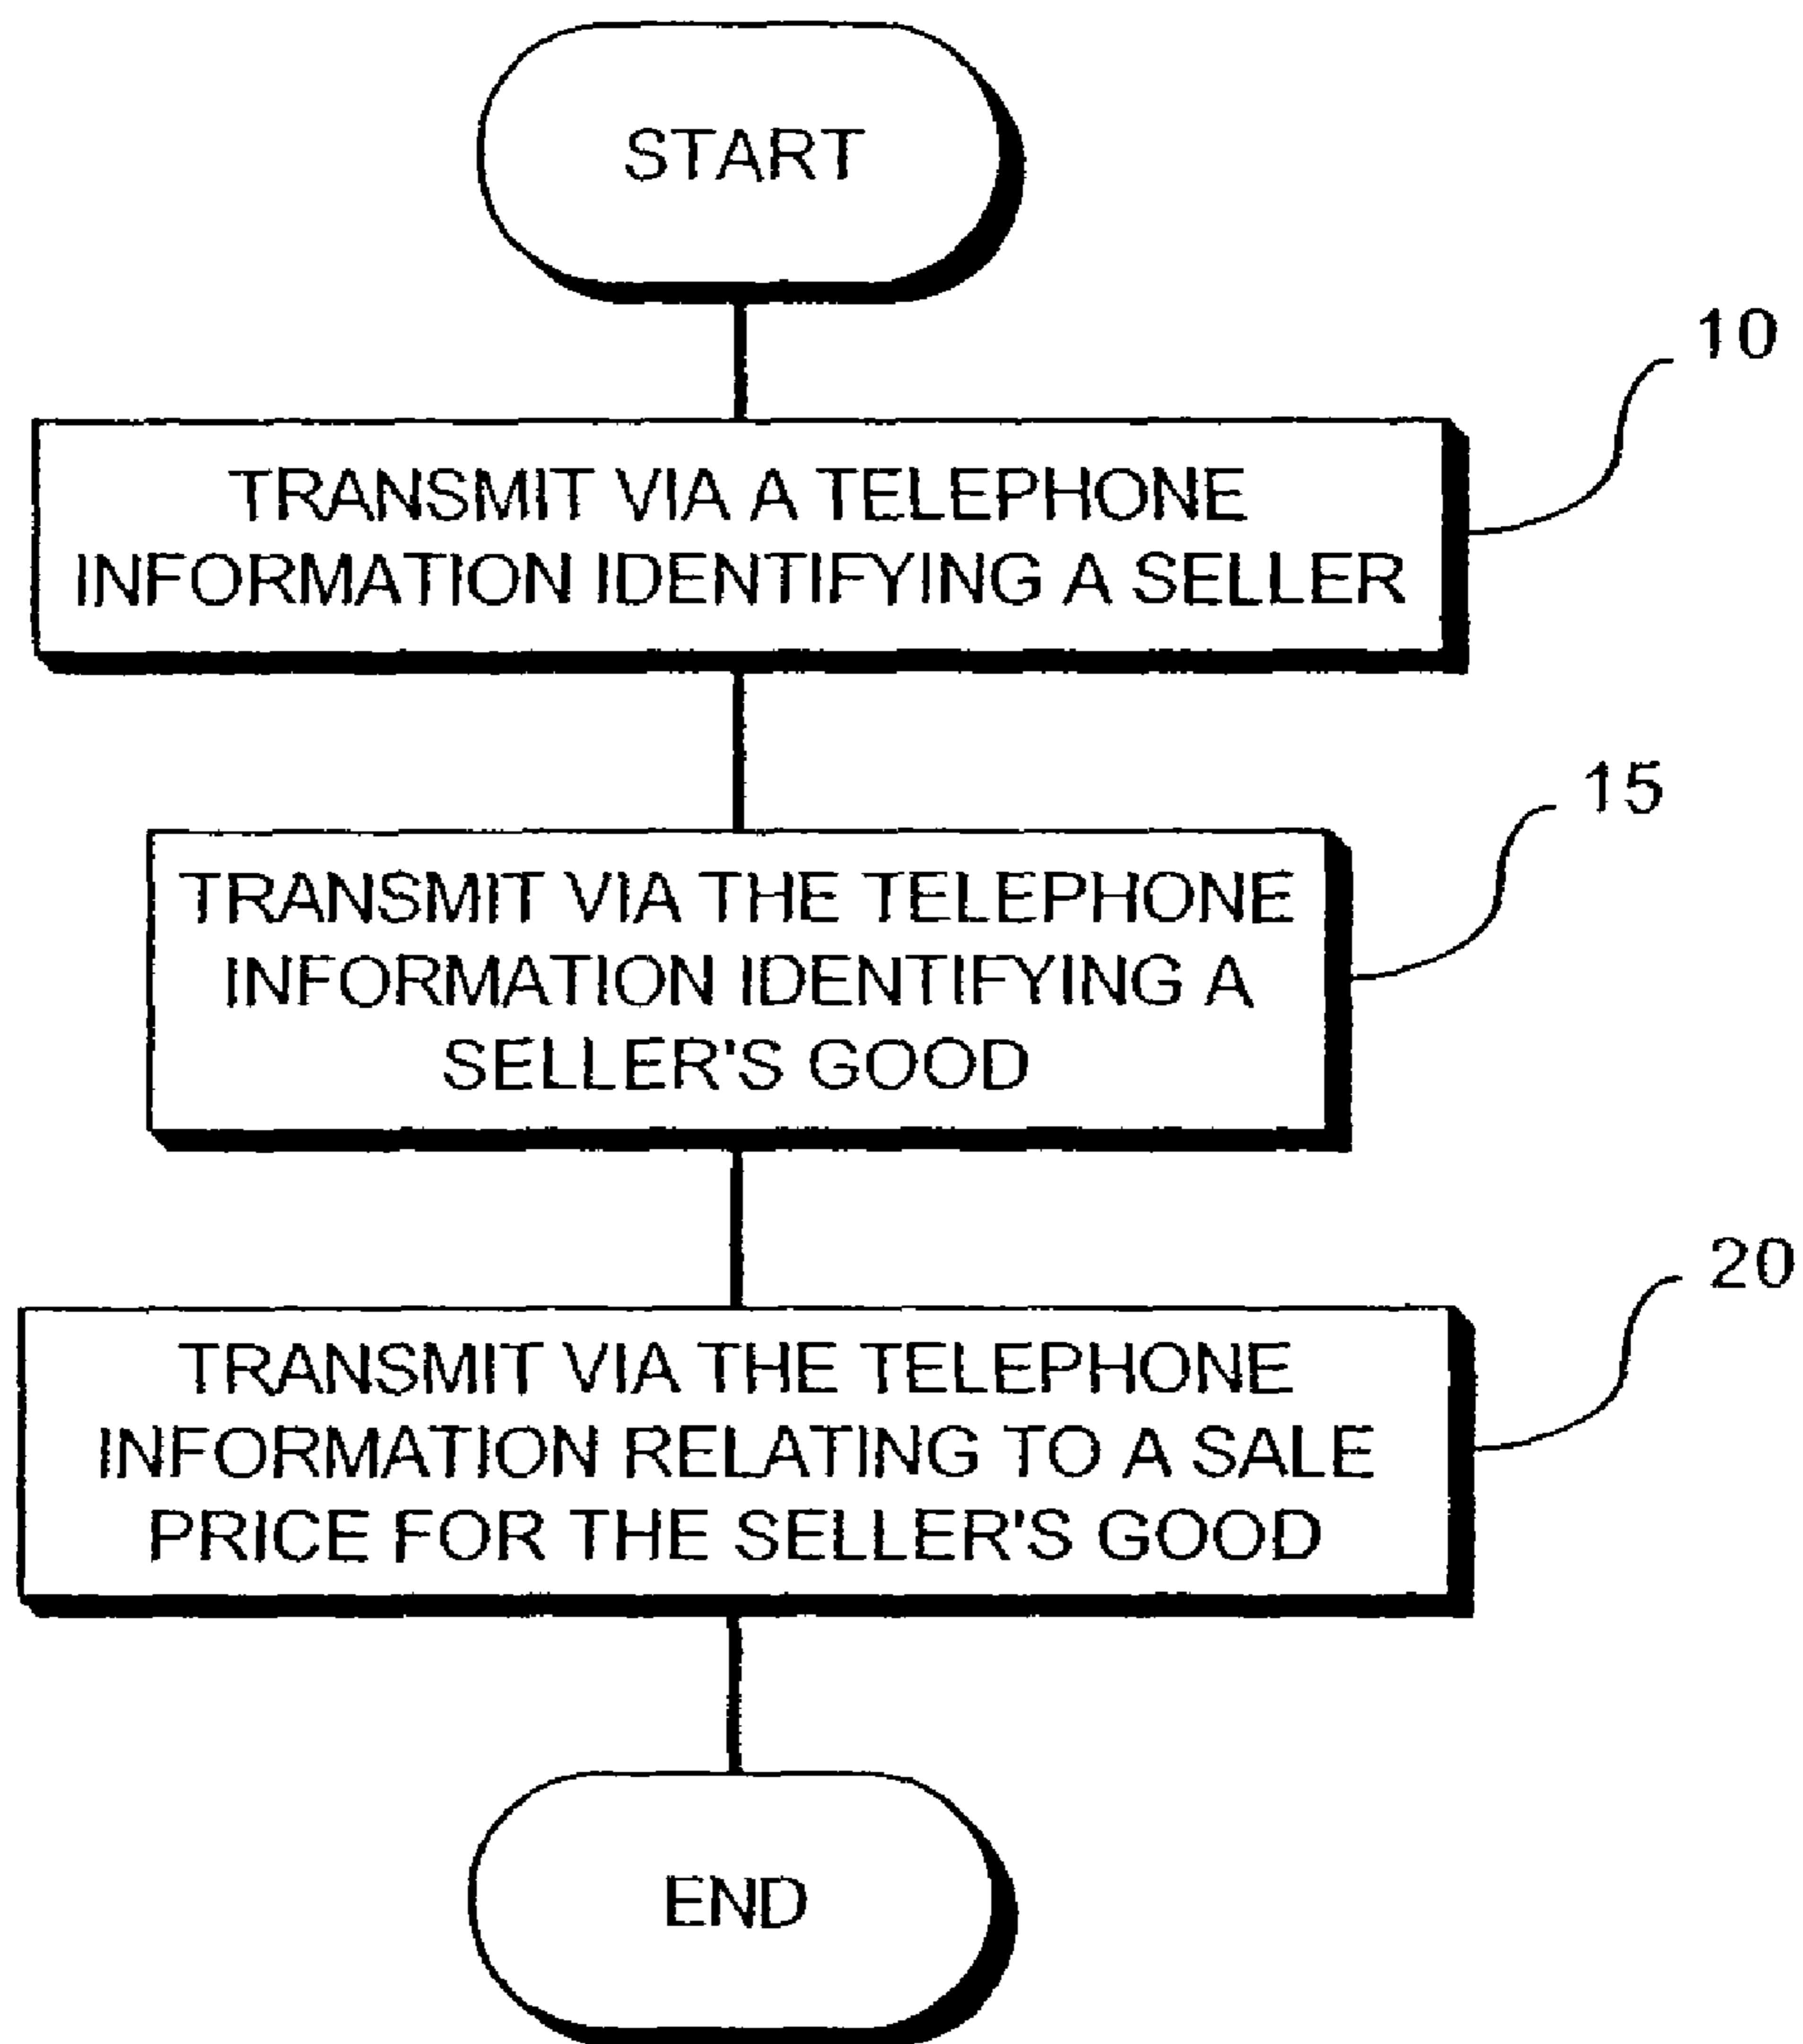 START
10
TRANSMIT VIA A TELEPHONE
INFORMATION IDENTIFYING A SELLER
15
TRANSMIT VIA THE TELEPHONE
INFORMATION IDENTIFYING A
SELLER'S GOOD
20
TRANSMIT VIA THE TELEPHONE
INFORMATION RELATING TO A SALE
PRICE FOR THE SELLER'S GOOD
END